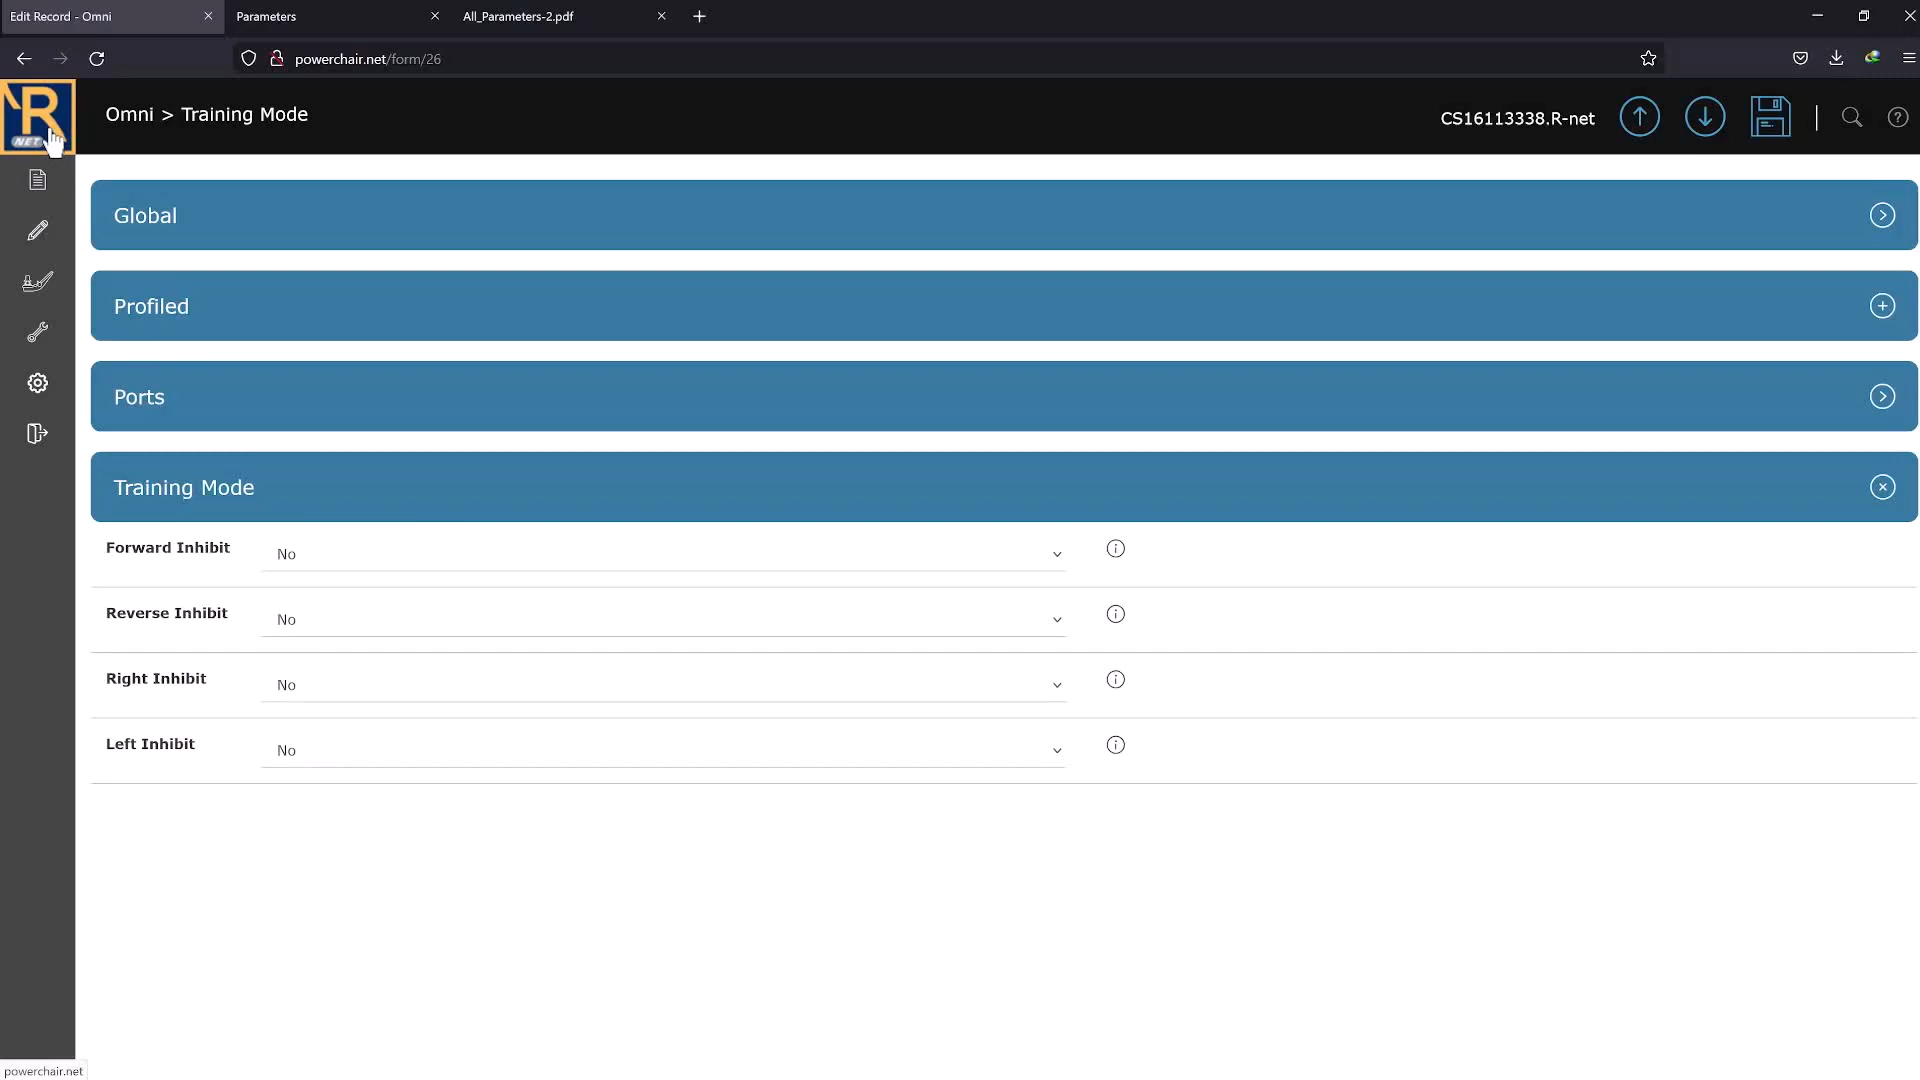 Edit Record - Omni
Parameters
All_Parameters-2.pdf
powerchair.net/form/26
R
NET
Omni > Training Mode
CS16113338.R-net
Global
Profiled
Ports
Training Mode
Forward Inhibit No
Reverse Inhibit No
Right Inhibit No
Left Inhibit No
powerchair.net